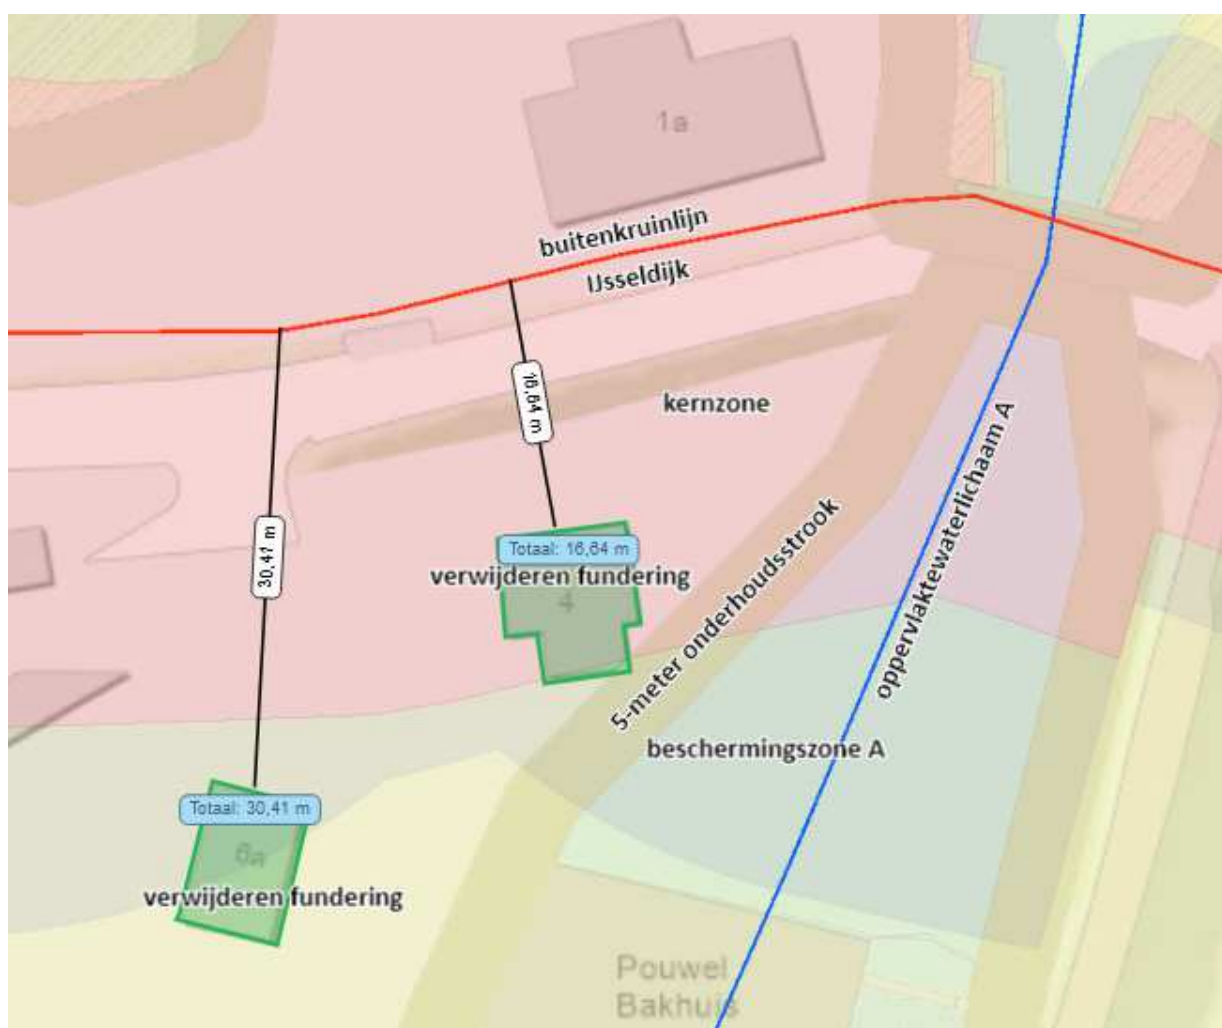 1a
buitenkruinlijn
IJsseldijk
16,64 m
kernzone
30,41 m
Totaal: 16,64 m
verwijderen fundering
4
5-meter onderhoudsstrook
oppervlaktewaterlichaam A
beschermingszone A
Totaal: 30,41 m
6a
verwijderen fundering
Pouwel
Bakhuis